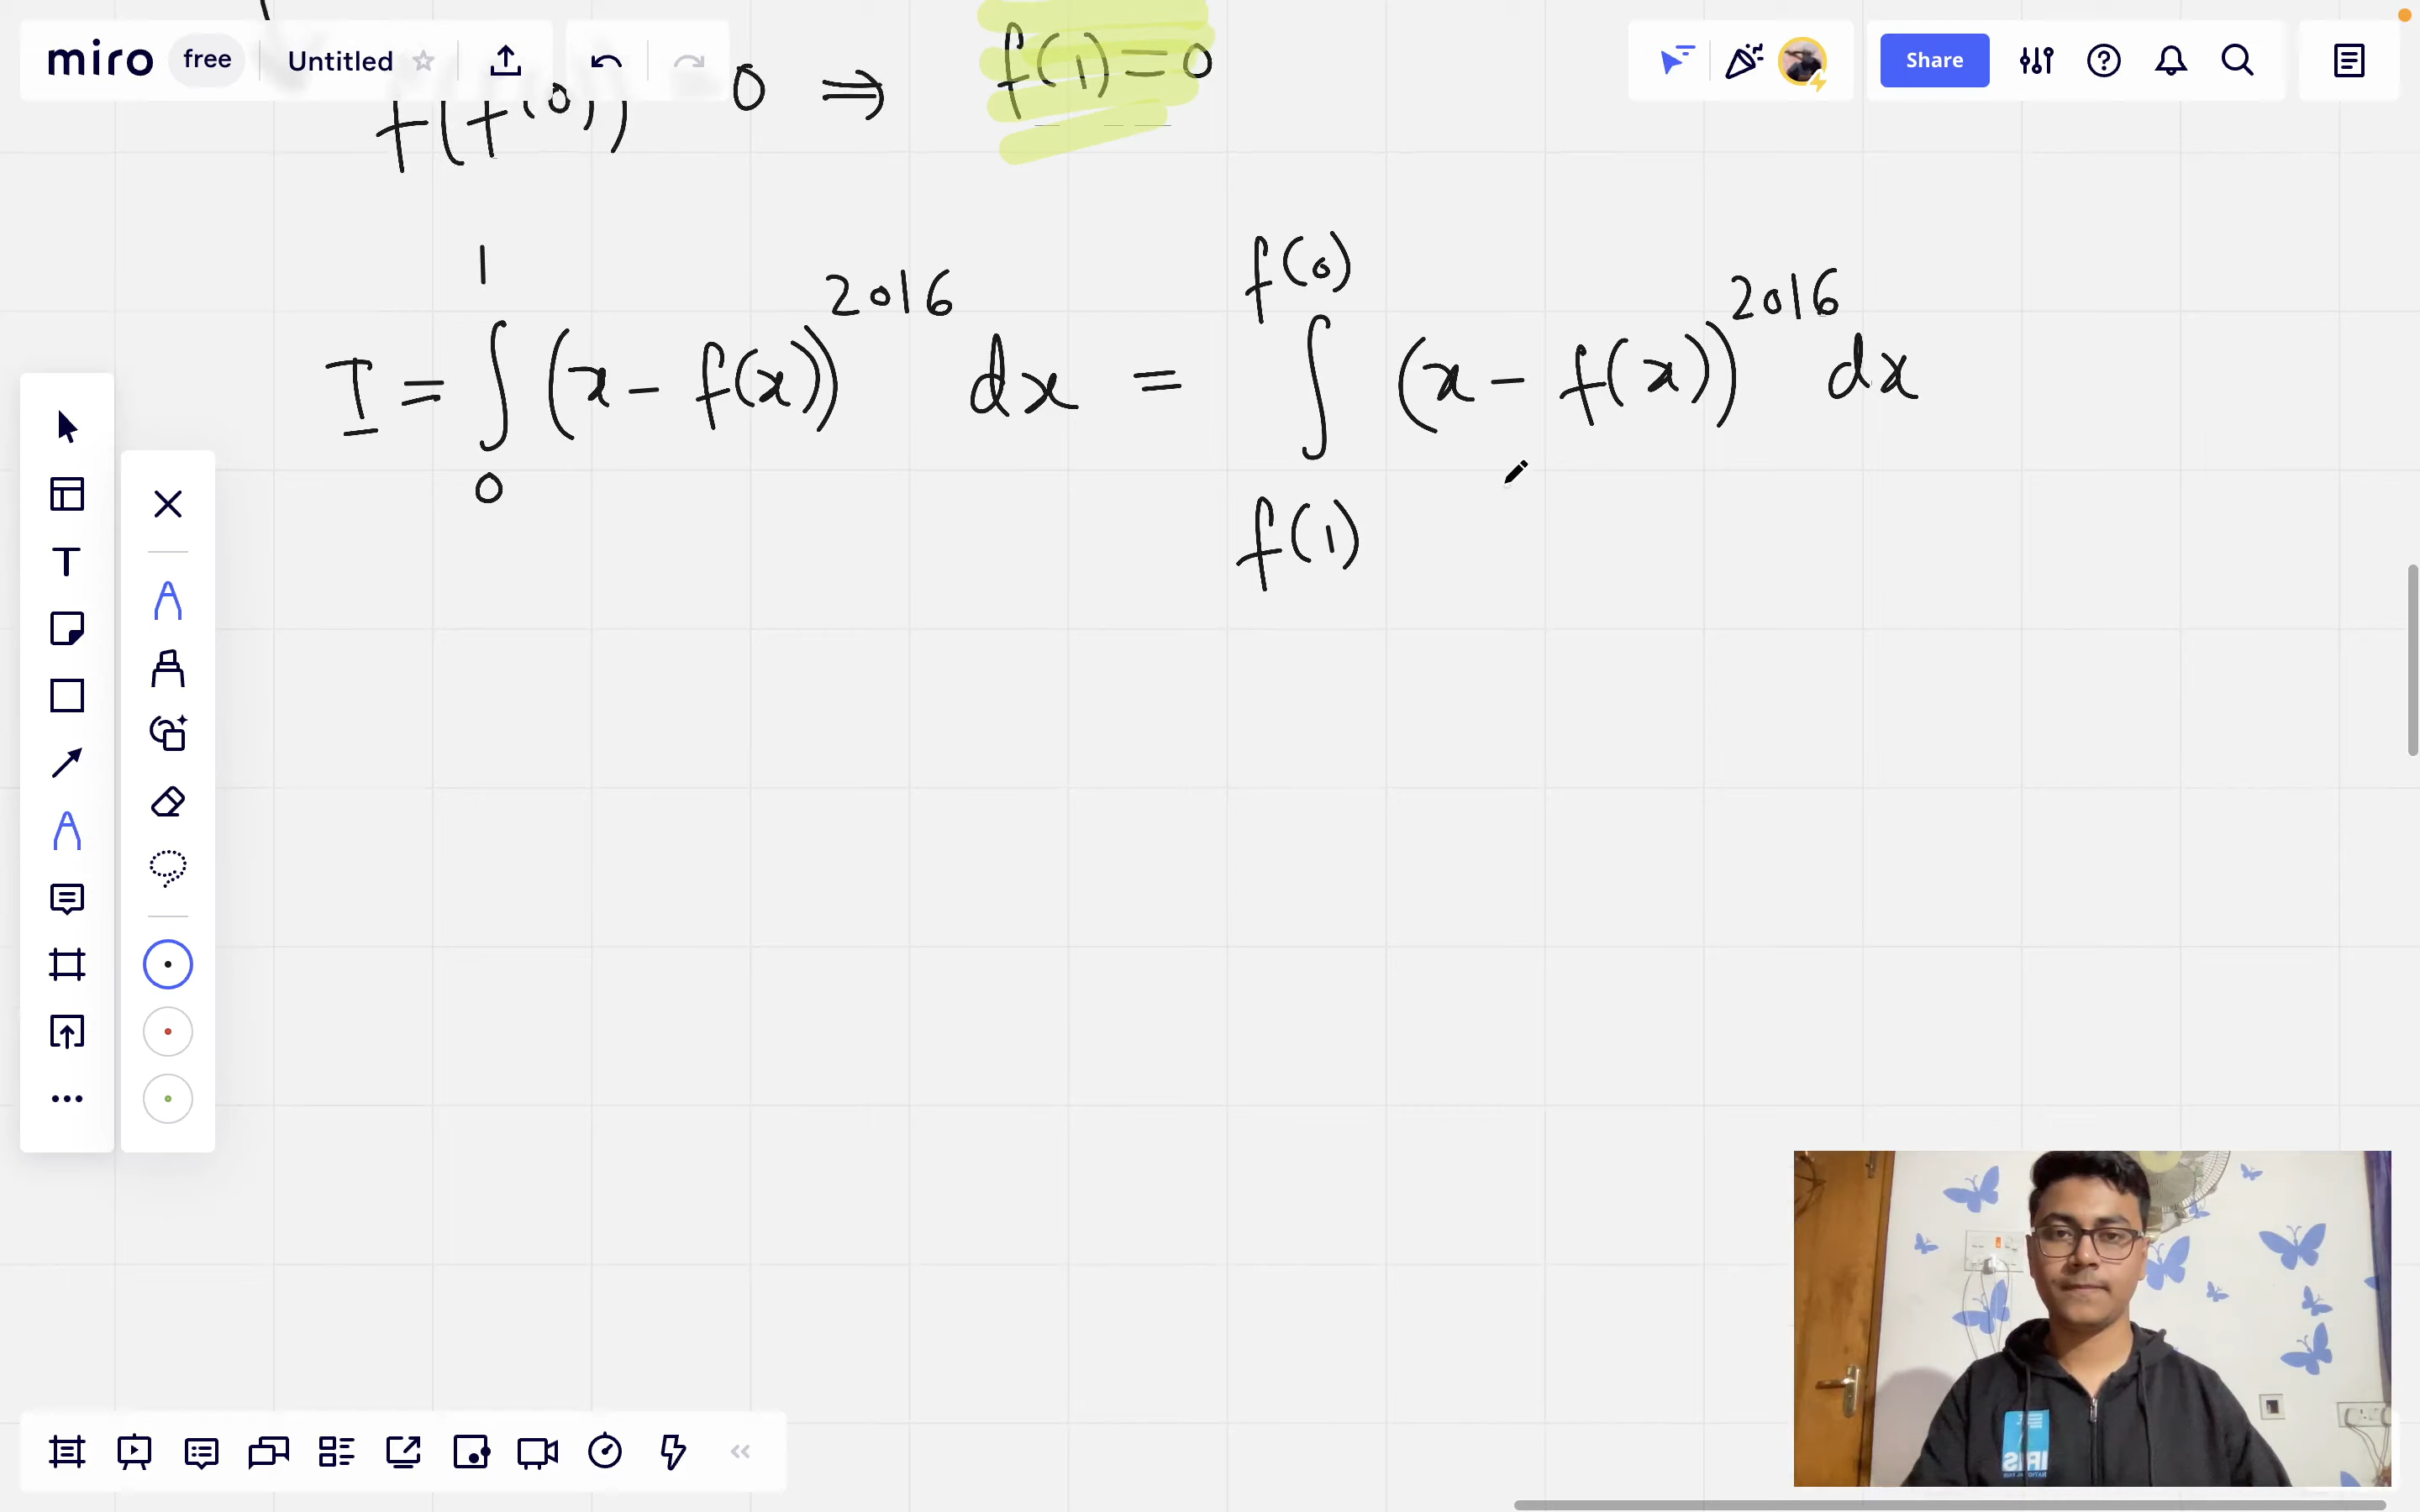 miro free Untitled Share
f(f(0)) 0 ⇒ f(1)=0
I = ∫₀¹ (x − f(x))²⁰¹⁶ dx = ∫_{f(1)}^{f(0)} (x − f(x))²⁰¹⁶ dx